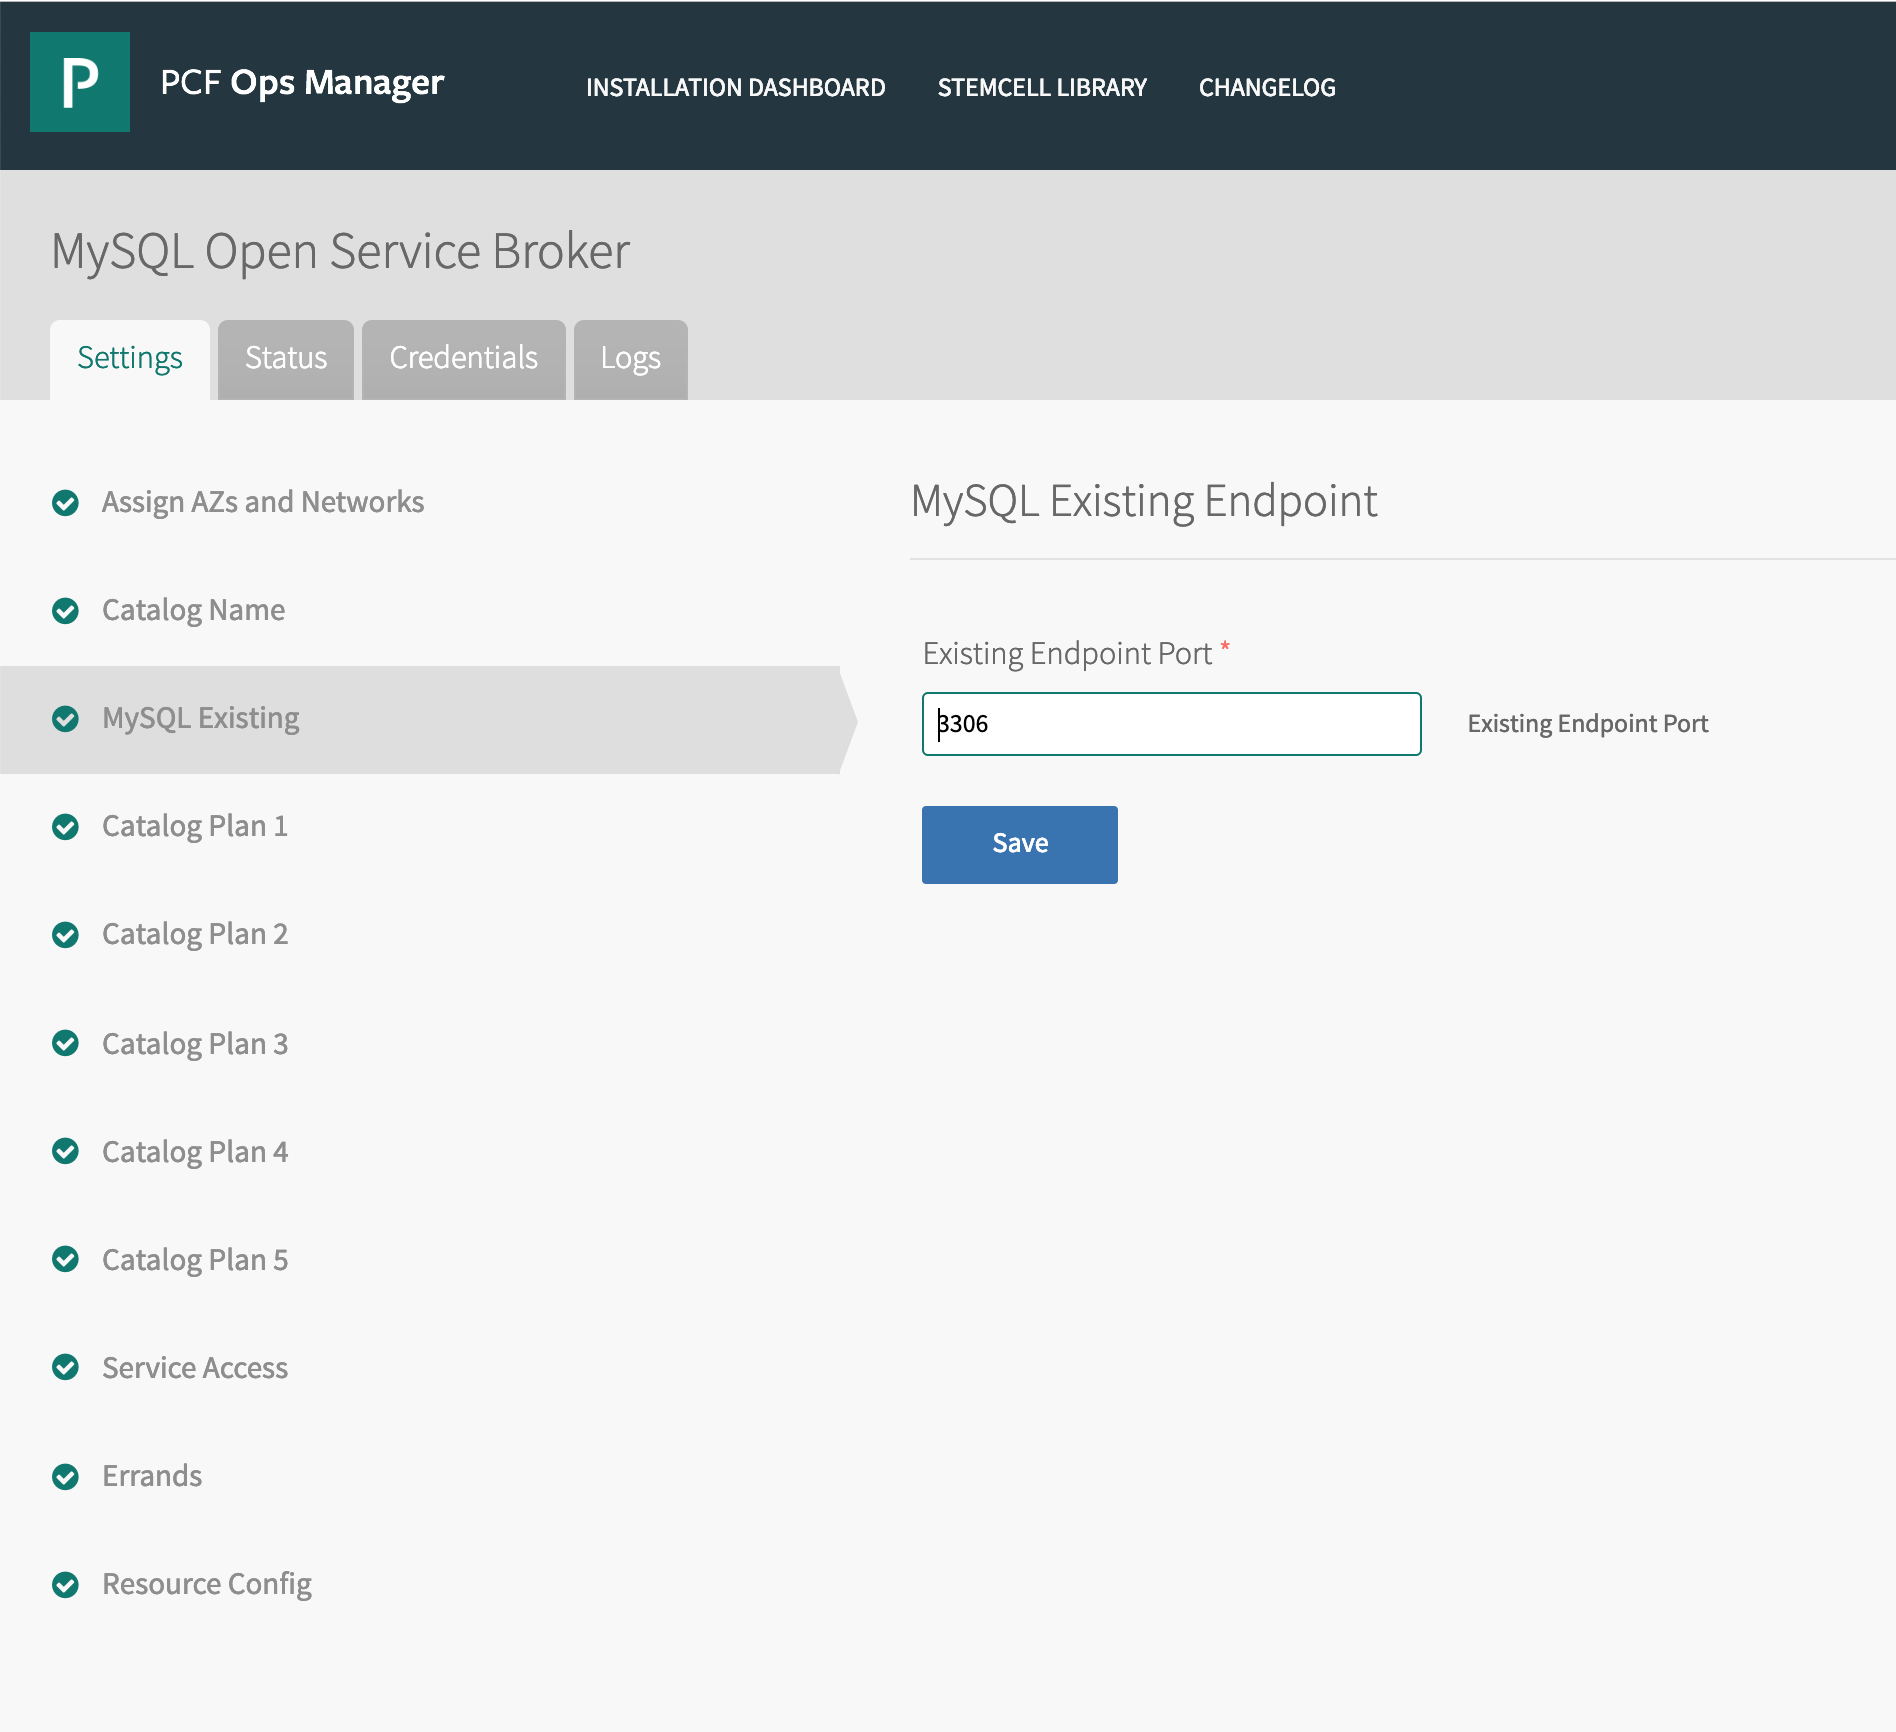 P
PCF Ops Manager
INSTALLATION DASHBOARD
STEMCELL LIBRARY
CHANGELOG
MySQL Open Service Broker
Settings
Status
Credentials
Logs
Assign AZs and Networks
Catalog Name
MySQL Existing
Catalog Plan 1
Catalog Plan 2
Catalog Plan 3
Catalog Plan 4
Catalog Plan 5
Service Access
Errands
Resource Config
MySQL Existing Endpoint
Existing Endpoint Port *
3306
Existing Endpoint Port
Save